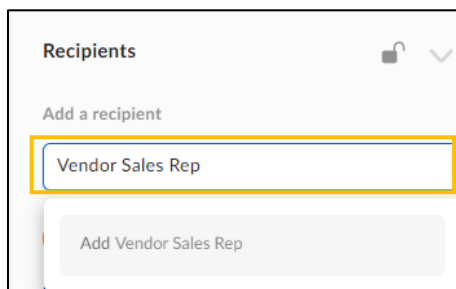 Recipients
Add a recipient
Vendor Sales Rep
Add Vendor Sales Rep